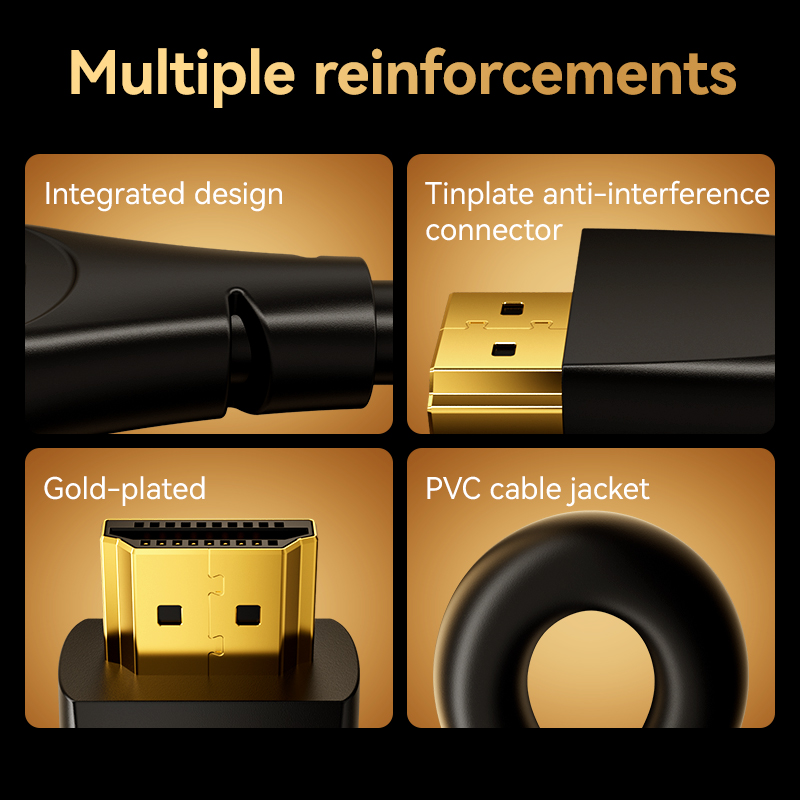 Multiple reinforcements
Integrated design
Tinplate anti-interference
connector
Gold-plated
PVC cable jacket